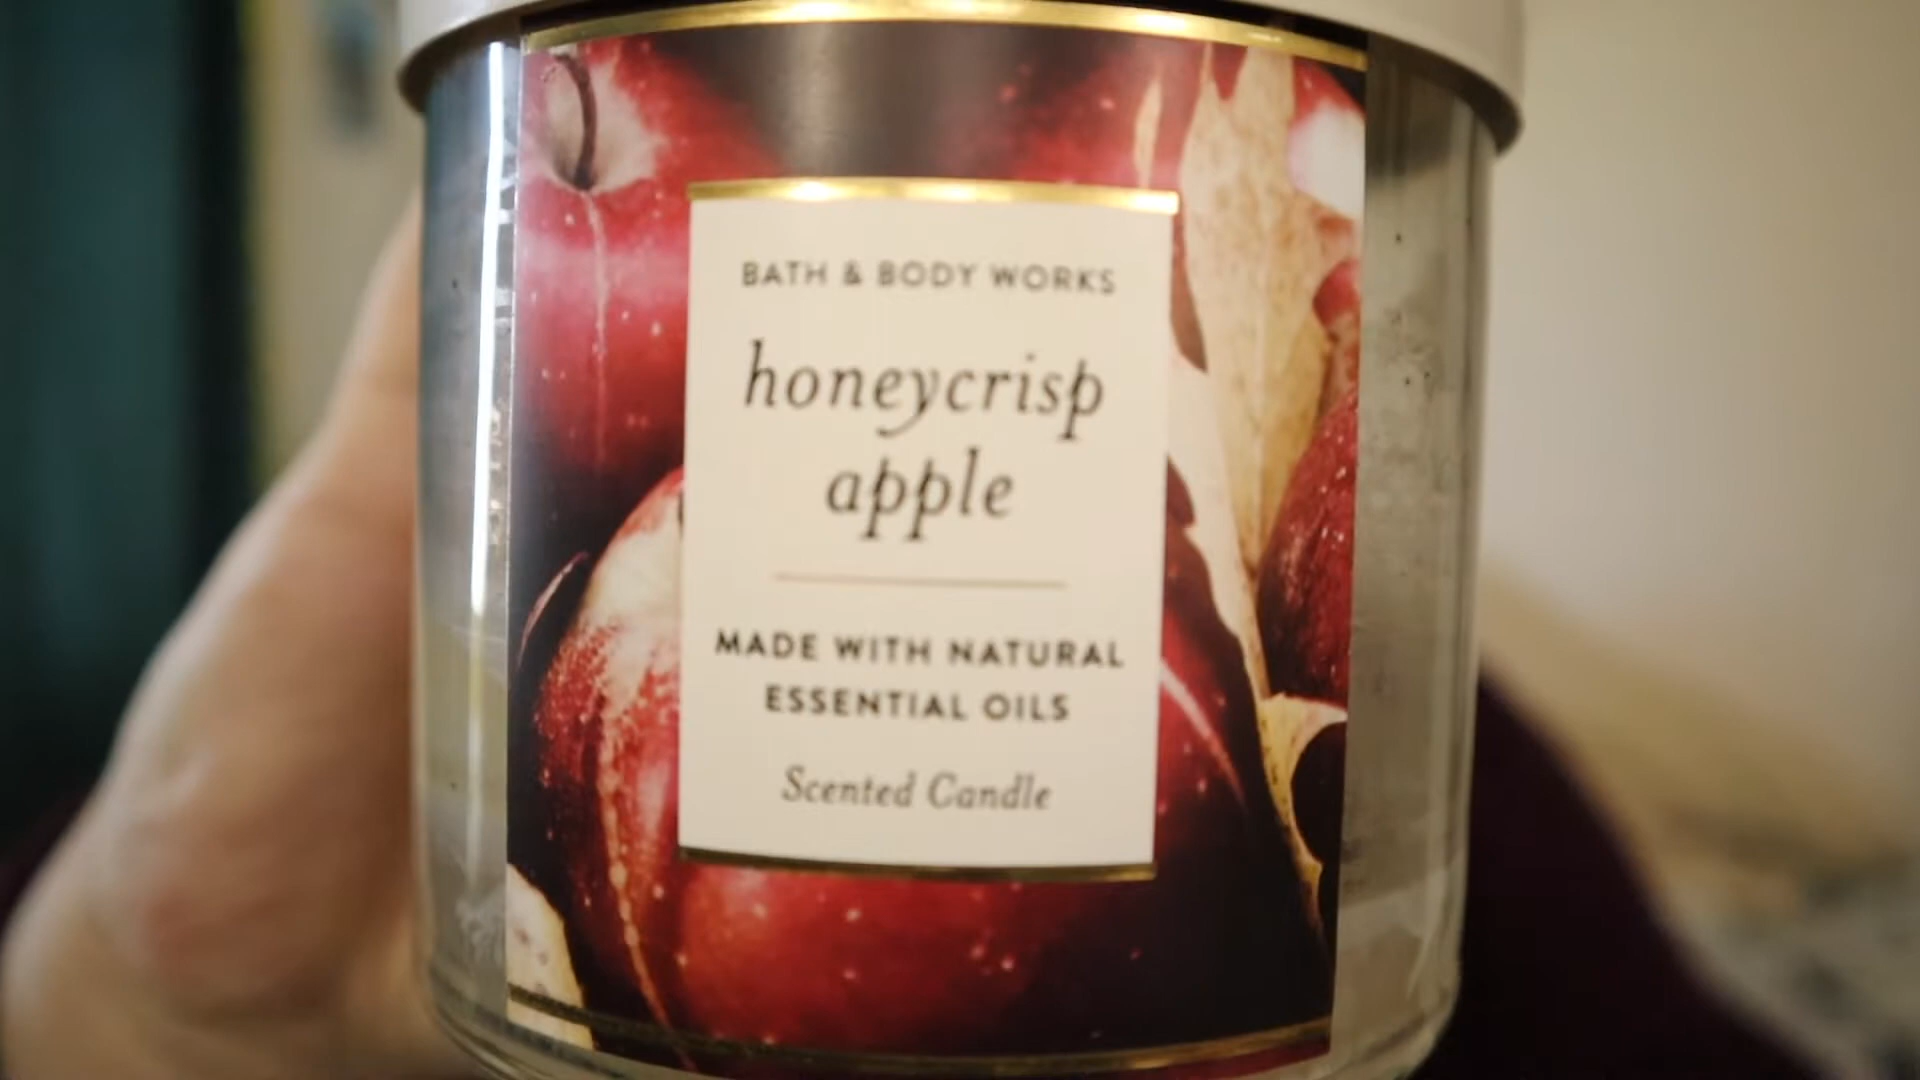 BATH & BODY WORKS
honeycrisp
apple
MADE WITH NATURAL
ESSENTIAL OILS
Scented Candle